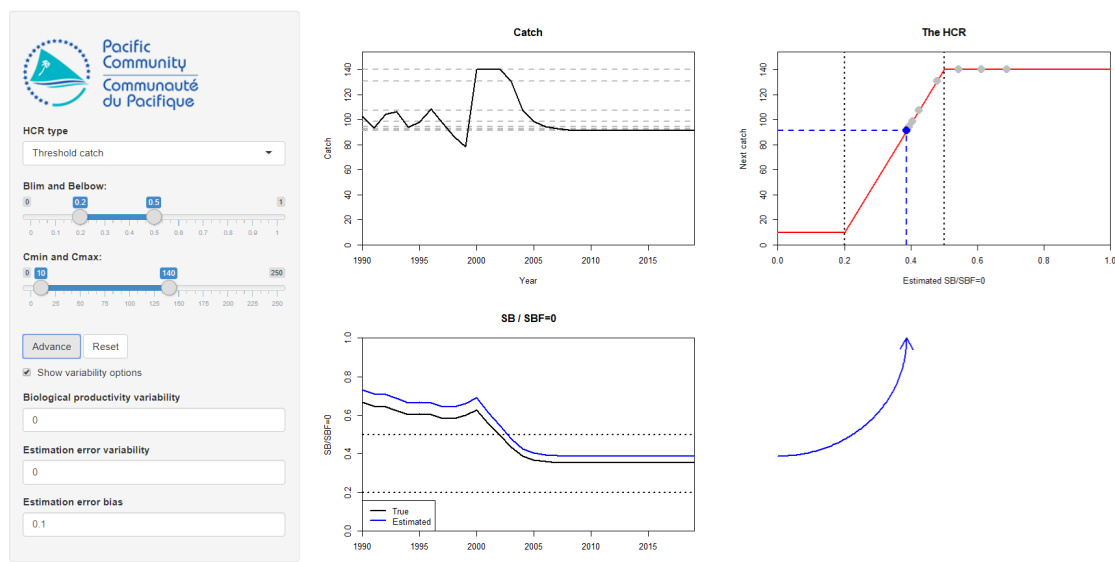 Pacific
Community
Communauté
du Pacifique
HCR type
Threshold catch
Blim and Belbow:
0 0.2 0.5 1
0 0.1 0.2 0.3 0.4 0.5 0.6 0.7 0.8 0.9 1
Cmin and Cmax:
0 10 140 250
0 25 50 75 100 125 150 175 200 225 250
Advance Reset
Show variability options
Biological productivity variability
0
Estimation error variability
0
Estimation error bias
0.1
Catch
Catch
140
120
100
80
60
40
20
0
1990 1995 2000 2005 2010 2015
Year
The HCR
Next catch
140
120
100
80
60
40
20
0
0.0 0.2 0.4 0.6 0.8 1.0
Estimated SB/SBF=0
SB / SBF=0
SB/SBF=0
1.0
0.8
0.6
0.4
0.2
0.0
True
Estimated
1990 1995 2000 2005 2010 2015